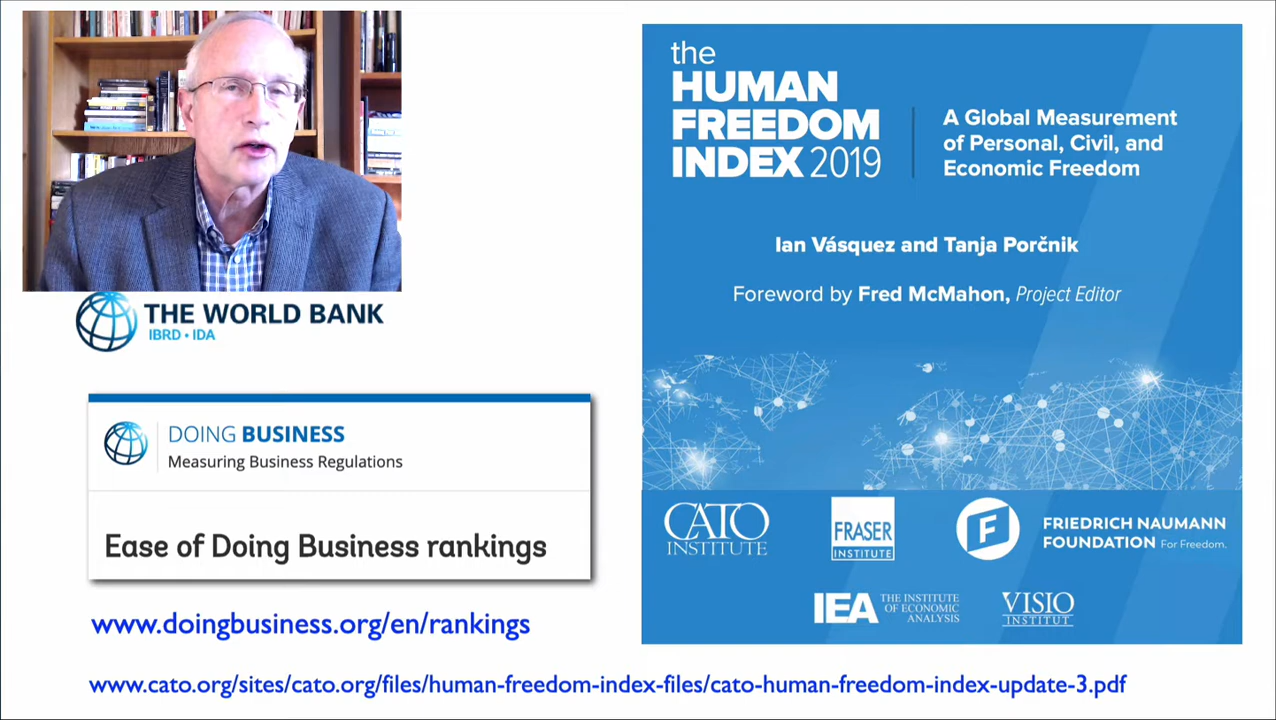 THE WORLD BANK
IBRD • IDA
DOING BUSINESS
Measuring Business Regulations
Ease of Doing Business rankings
www.doingbusiness.org/en/rankings
the
HUMAN
FREEDOM
INDEX 2019
A Global Measurement
of Personal, Civil, and
Economic Freedom
Ian Vásquez and Tanja Porčnik
Foreword by Fred McMahon, Project Editor
CATO
INSTITUTE
FRASER
INSTITUTE
F
FRIEDRICH NAUMANN
FOUNDATION For Freedom.
IEA THE INSTITUTE
OF ECONOMIC
ANALYSIS
VISIO
INSTITUT
www.cato.org/sites/cato.org/files/human-freedom-index-files/cato-human-freedom-index-update-3.pdf